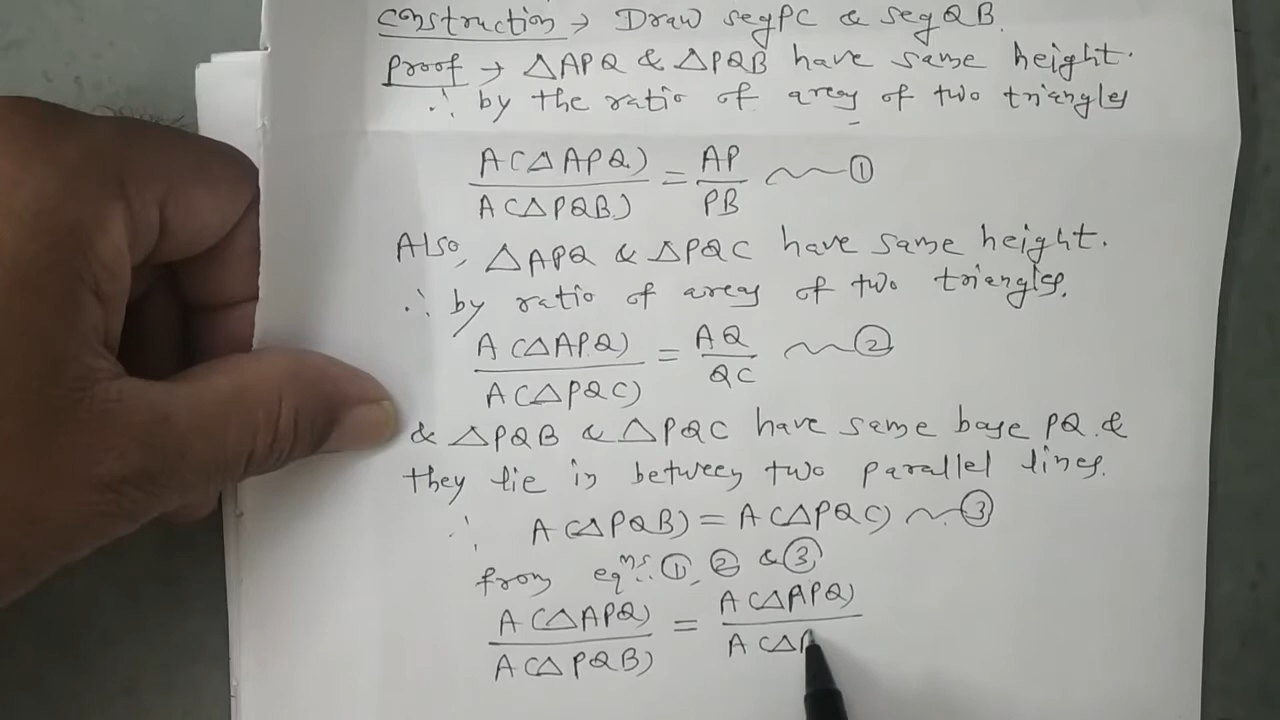 Construction → Draw seg PC & seg QB.
Proof → △APQ & △PQB have same height.
∴ by the ratio of areas of two triangles
A(△APQ)/A(△PQB) = AP/PB ~~ ①
Also, △APQ & △PQC have same height.
∴ by ratio of areas of two triangles.
A(△APQ)/A(△PQC) = AQ/QC ~~ ②
& △PQB & △PQC have same base PQ &
they lie in between two parallel lines.
∴ A(△PQB) = A(△PQC) ~~ ③
from eqns. ①, ② & ③
A(△APQ)/A(△PQB) = A(△APQ)/A(△P